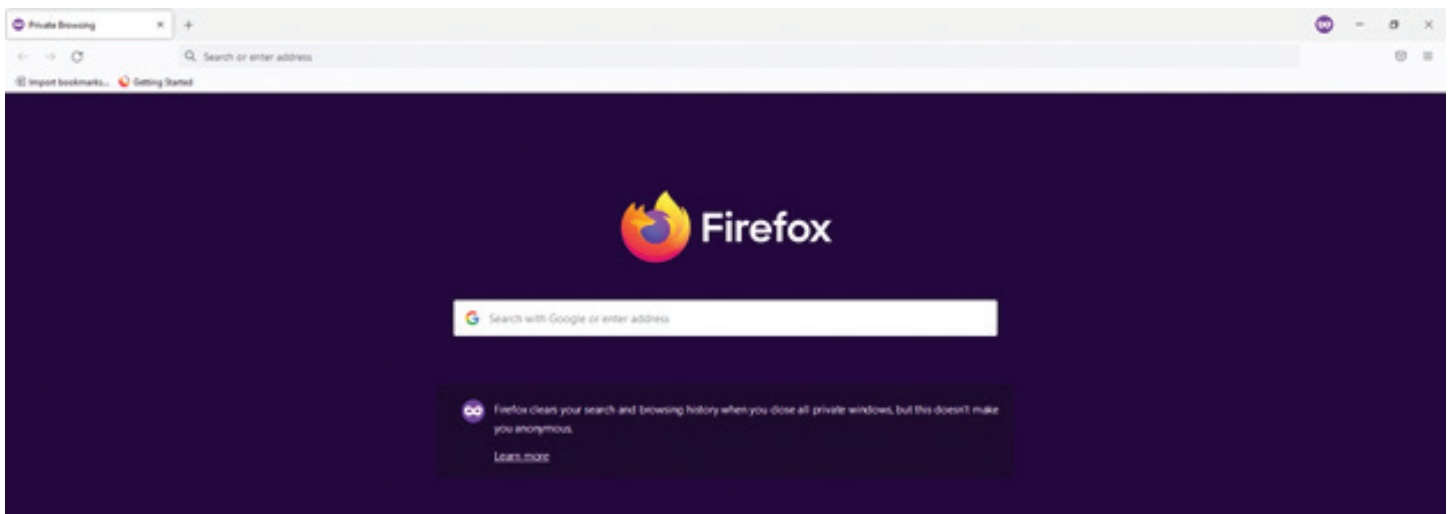 Private Browsing
Search or enter address
Import bookmarks... Getting Started
Firefox
Search with Google or enter address
Firefox clears your search and browsing history when you close all private windows, but this doesn't make
you anonymous.
Learn more